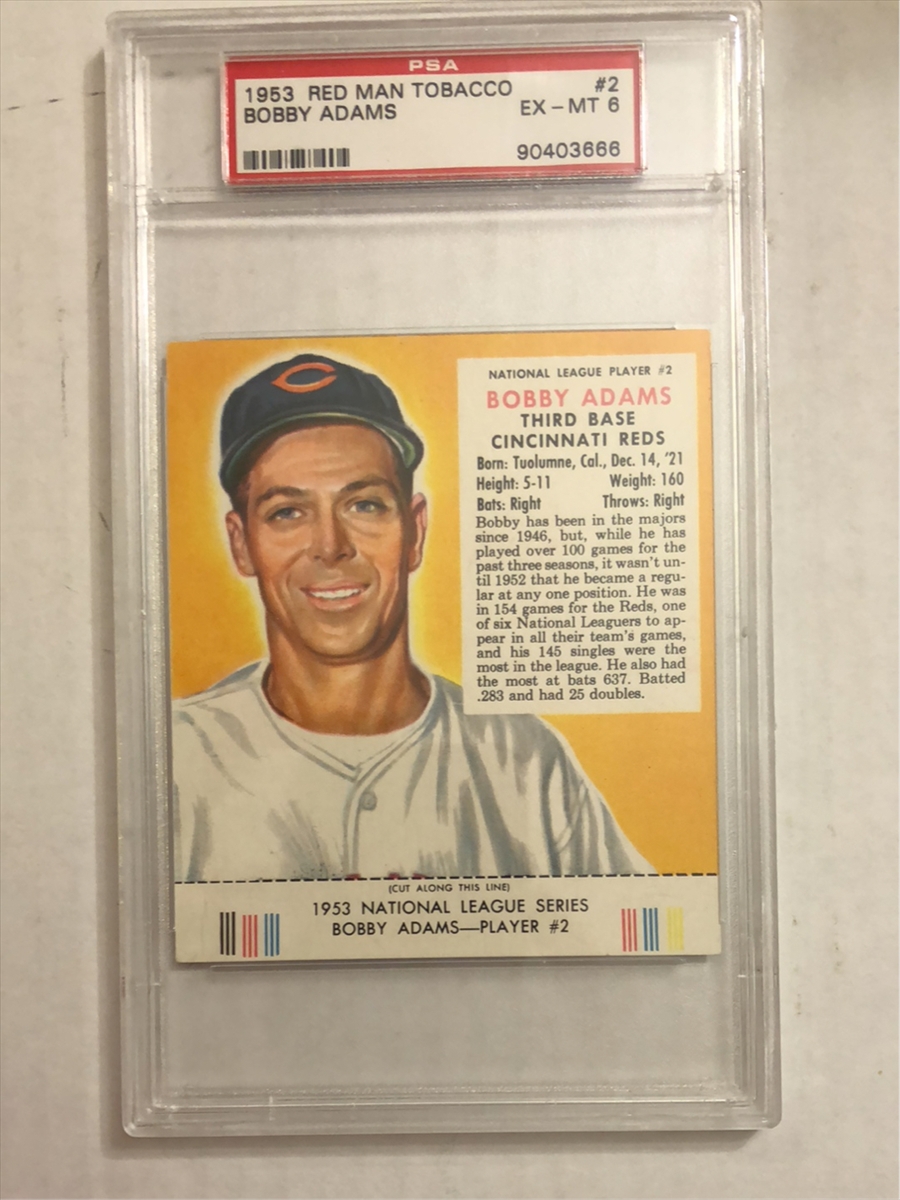 PSA
1953 RED MAN TOBACCO #2
BOBBY ADAMS EX - MT 6
90403666
NATIONAL LEAGUE PLAYER #2
BOBBY ADAMS
THIRD BASE
CINCINNATI REDS
Born: Tuolumne, Cal., Dec. 14, '21
Height: 5-11 Weight: 160
Bats: Right Throws: Right
Bobby has been in the majors
since 1946, but, while he has
played over 100 games for the
past three seasons, it wasn't un-
til 1952 that he became a regu-
lar at any one position. He was
in 154 games for the Reds, one
of six National Leaguers to ap-
pear in all their team's games,
and his 145 singles were the
most in the league. He also had
the most at bats 637. Batted
.283 and had 25 doubles.
(CUT ALONG THIS LINE)
1953 NATIONAL LEAGUE SERIES
BOBBY ADAMS—PLAYER #2